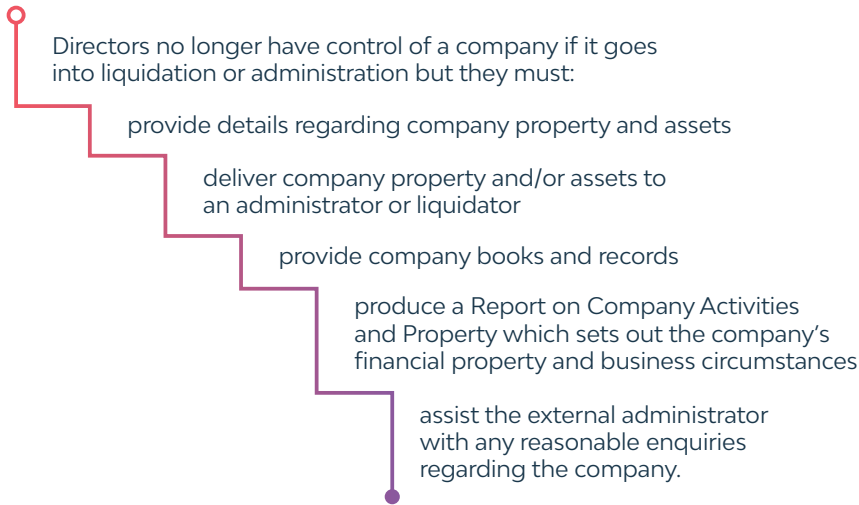 Directors no longer have control of a company if it goes
into liquidation or administration but they must:
provide details regarding company property and assets
deliver company property and/or assets to
an administrator or liquidator
provide company books and records
produce a Report on Company Activities
and Property which sets out the company's
financial property and business circumstances
assist the external administrator
with any reasonable enquiries
regarding the company.